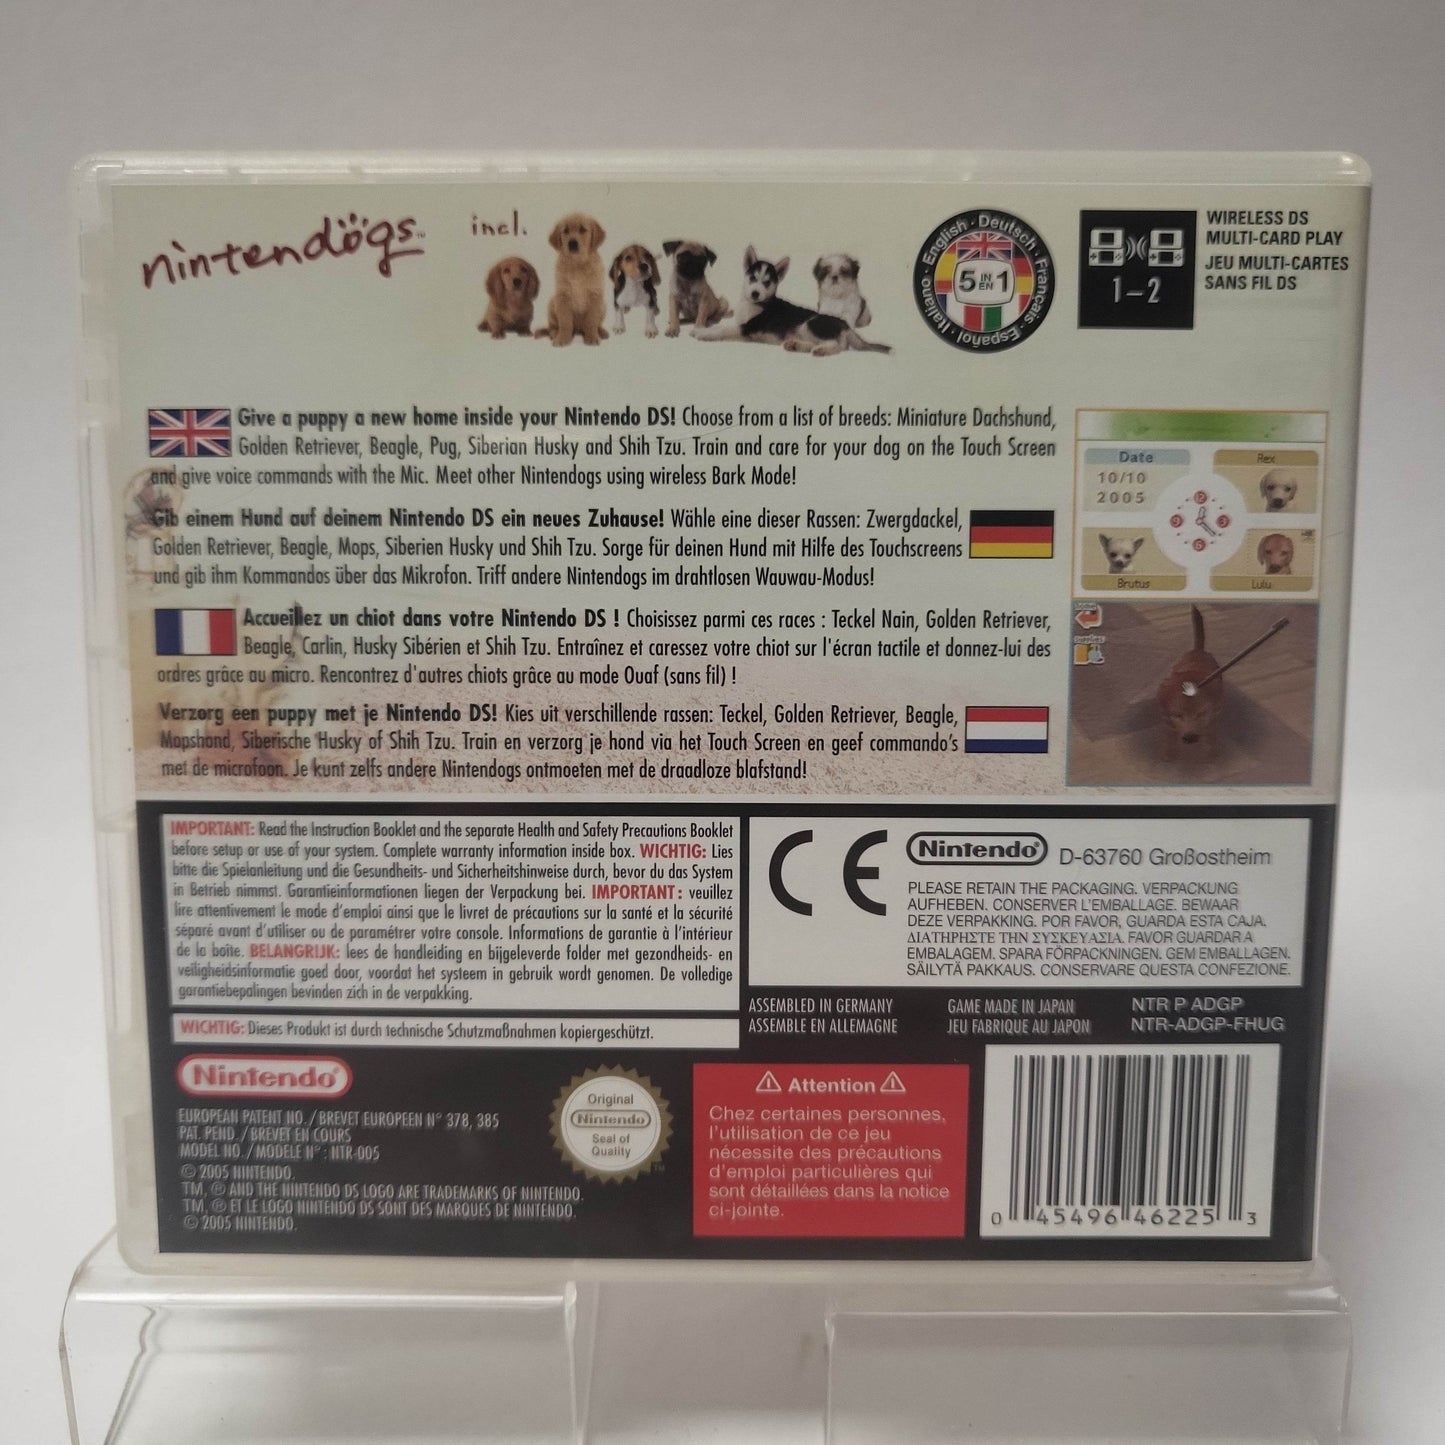 nintendogs™
incl.
English · Deutsch · Français · Español · Italiano
5 IN EN 1
1–2
WIRELESS DS
MULTI-CARD PLAY
JEU MULTI-CARTES
SANS FIL DS
Give a puppy a new home inside your Nintendo DS! Choose from a list of breeds: Miniature Dachshund,
Golden Retriever, Beagle, Pug, Siberian Husky and Shih Tzu. Train and care for your dog on the Touch Screen
and give voice commands with the Mic. Meet other Nintendogs using wireless Bark Mode!
Gib einem Hund auf deinem Nintendo DS ein neues Zuhause! Wähle eine dieser Rassen: Zwergdackel,
Golden Retriever, Beagle, Mops, Siberien Husky und Shih Tzu. Sorge für deinen Hund mit Hilfe des Touchscreens
und gib ihm Kommandos über das Mikrofon. Triff andere Nintendogs im drahtlosen Wauwau-Modus!
Accueillez un chiot dans votre Nintendo DS ! Choisissez parmi ces races : Teckel Nain, Golden Retriever,
Beagle, Carlin, Husky Sibérien et Shih Tzu. Entraînez et caressez votre chiot sur l'écran tactile et donnez-lui des
ordres grâce au micro. Rencontrez d'autres chiots grâce au mode Ouaf (sans fil) !
Verzorg een puppy met je Nintendo DS! Kies uit verschillende rassen: Teckel, Golden Retriever, Beagle,
Mopshond, Siberische Husky of Shih Tzu. Train en verzorg je hond via het Touch Screen en geef commando's
met de microfoon. Je kunt zelfs andere Nintendogs ontmoeten met de draadloze blafstand!
Date
10/10
2005
Rex
12
3
6
9
Brutus
Lulu
Supplies
IMPORTANT: Read the Instruction Booklet and the separate Health and Safety Precautions Booklet
before setup or use of your system. Complete warranty information inside box. WICHTIG: Lies
bitte die Spielanleitung und die Gesundheits- und Sicherheitshinweise durch, bevor du das System
in Betrieb nimmst. Garantieinformationen liegen der Verpackung bei. IMPORTANT : veuillez
lire attentivement le mode d'emploi ainsi que le livret de précautions sur la santé et la sécurité
séparé avant d'utiliser ou de paramétrer votre console. Informations de garantie à l'intérieur
de la boîte. BELANGRIJK: lees de handleiding en bijgeleverde folder met gezondheids- en
veiligheidsinformatie goed door, voordat het systeem in gebruik wordt genomen. De volledige
garantiebepalingen bevinden zich in de verpakking.
WICHTIG: Dieses Produkt ist durch technische Schutzmaßnahmen kopiergeschützt.
CE
Nintendo® D-63760 Großostheim
PLEASE RETAIN THE PACKAGING. VERPACKUNG
AUFHEBEN. CONSERVER L'EMBALLAGE. BEWAAR
DEZE VERPAKKING. POR FAVOR, GUARDA ESTA CAJA.
ΔΙΑΤΗΡΗΣΤΕ ΤΗΝ ΣΥΣΚΕΥΑΣΙΑ. FAVOR GUARDAR A
EMBALAGEM. SPARA FÖRPACKNINGEN. GEM EMBALLAGEN.
SÄILYTÄ PAKKAUS. CONSERVARE QUESTA CONFEZIONE.
ASSEMBLED IN GERMANY
ASSEMBLE EN ALLEMAGNE
GAME MADE IN JAPAN
JEU FABRIQUE AU JAPON
NTR P ADGP
NTR-ADGP-FHUG
Nintendo®
EUROPEAN PATENT NO. / BREVET EUROPEEN N° 378, 385
PAT. PEND. / BREVET EN COURS
MODEL NO. / MODELE N° : NTR-005
© 2005 NINTENDO.
TM, ® AND THE NINTENDO DS LOGO ARE TRADEMARKS OF NINTENDO.
TM, ® ET LE LOGO NINTENDO DS SONT DES MARQUES DE NINTENDO.
© 2005 NINTENDO.
Original
Nintendo
Seal of
Quality
TM
⚠ Attention ⚠
Chez certaines personnes,
l'utilisation de ce jeu
nécessite des précautions
d'emploi particulières qui
sont détaillées dans la notice
ci-jointe.
0 45496 46225 3